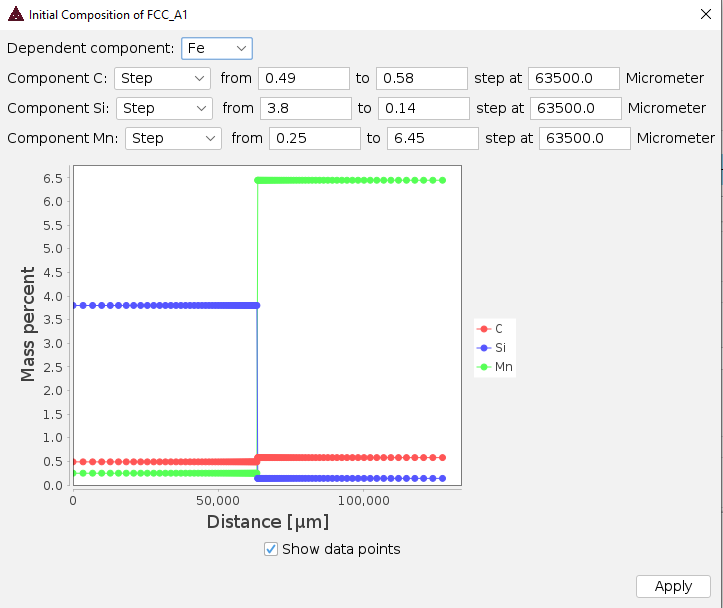 Initial Composition of FCC_A1
Dependent component: Fe
Component C: Step from 0.49 to 0.58 step at 63500.0 Micrometer
Component Si: Step from 3.8 to 0.14 step at 63500.0 Micrometer
Component Mn: Step from 0.25 to 6.45 step at 63500.0 Micrometer
6.5
6.0
5.5
5.0
4.5
4.0
3.5
3.0
2.5
2.0
1.5
1.0
0.5
0.0
Mass percent
0 50,000 100,000
Distance [µm]
C
Si
Mn
Show data points
Apply